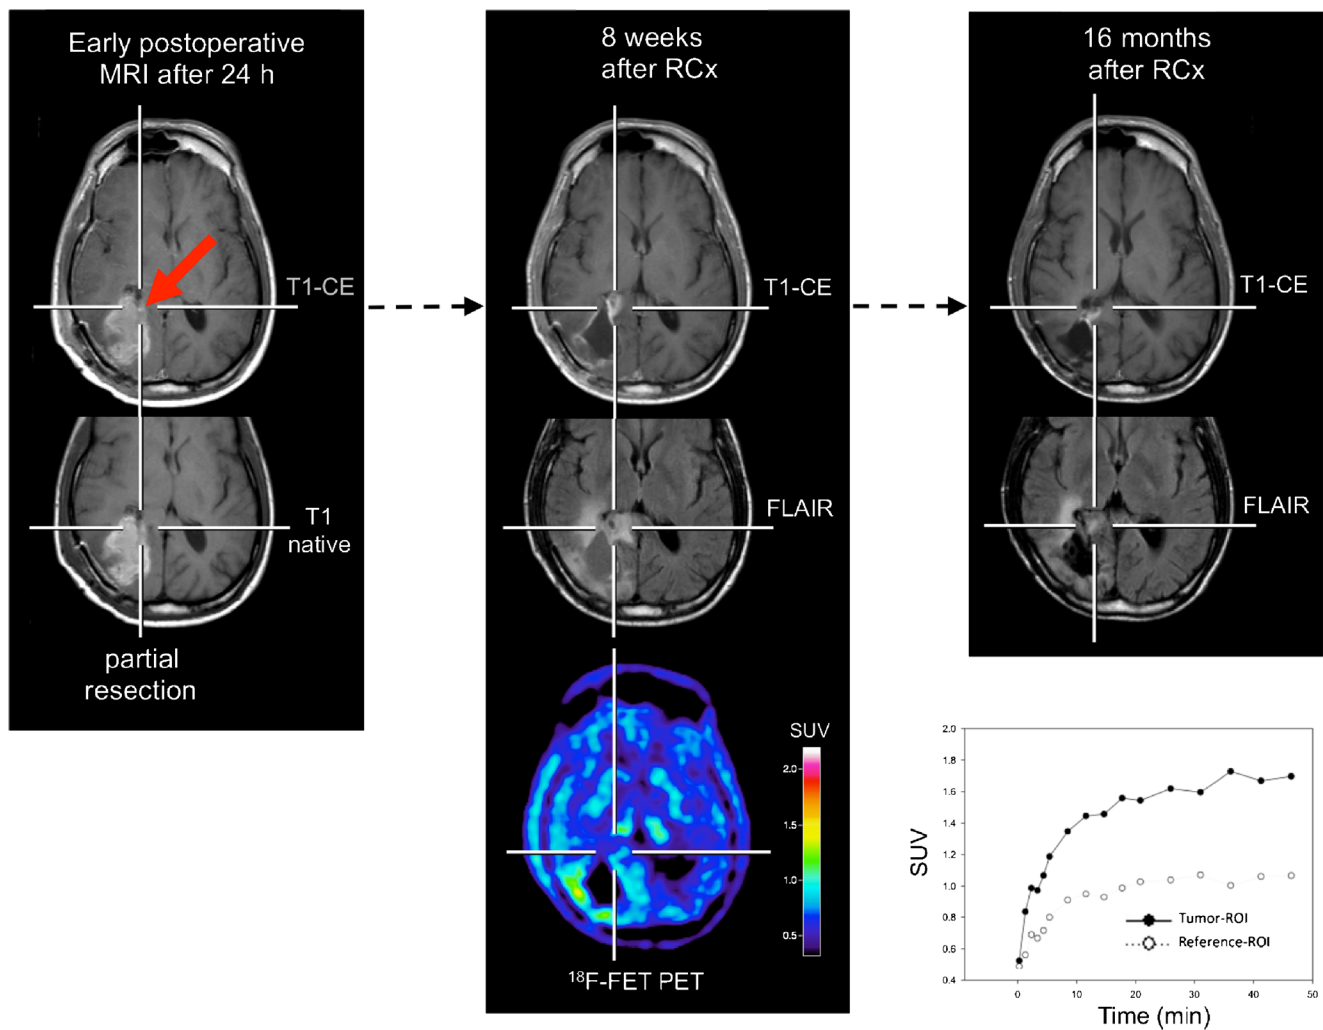 Early postoperative
MRI after 24 h
T1-CE
T1
native
partial
resection
8 weeks
after RCx
T1-CE
FLAIR
SUV
2.0
1.5
1.0
0.5
18F-FET PET
16 months
after RCx
T1-CE
FLAIR
2.0
1.8
1.6
1.4
1.2
1.0
0.8
0.6
0.4
SUV
Tumor-ROI
Reference-ROI
0 10 20 30 40 50
Time (min)